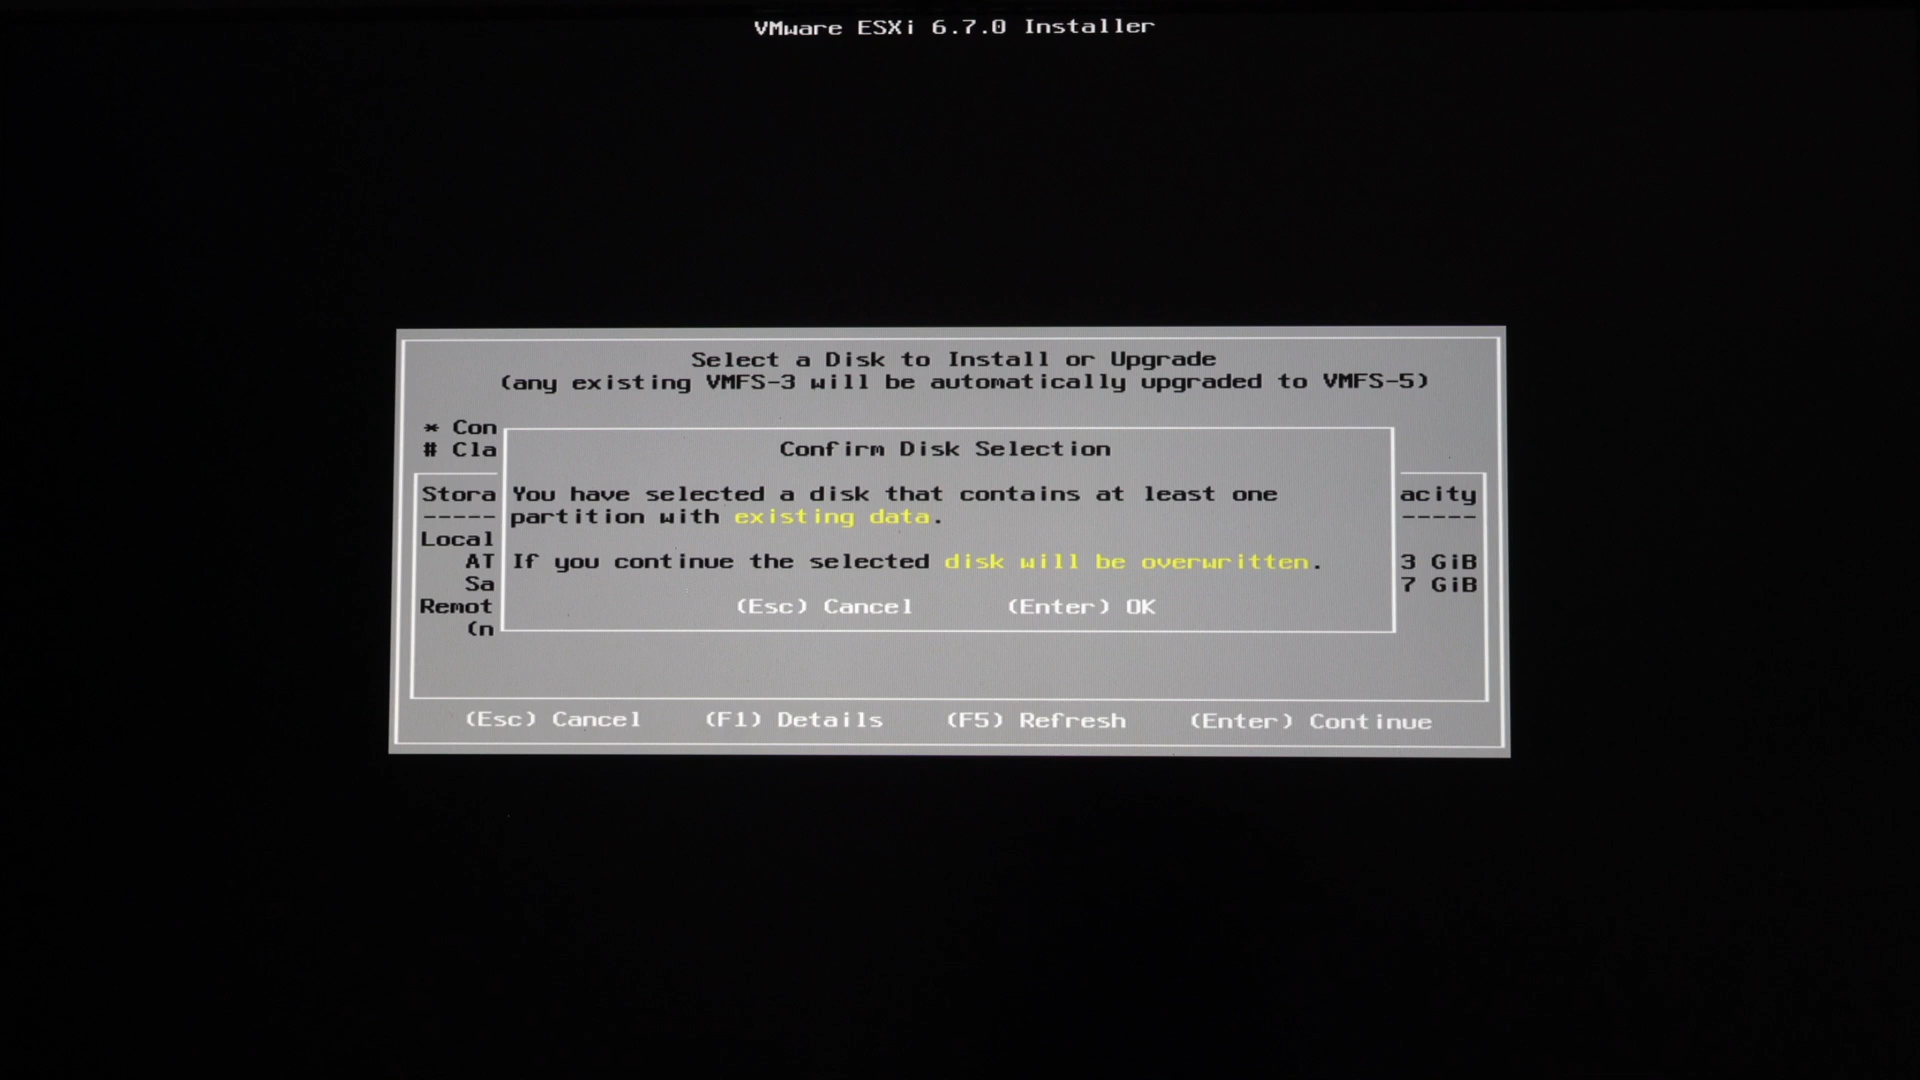 VMware ESXi 6.7.0 Installer
Select a Disk to Install or Upgrade
(any existing VMFS-3 will be automatically upgraded to VMFS-5)
* Con
# Cla
Confirm Disk Selection
Stora
acity
You have selected a disk that contains at least one
partition with existing data.
-----
-----
Local
AT
If you continue the selected disk will be overwritten.
3 GiB
Sa
7 GiB
Remot
(Esc) Cancel (Enter) OK
(n
(Esc) Cancel (F1) Details (F5) Refresh (Enter) Continue